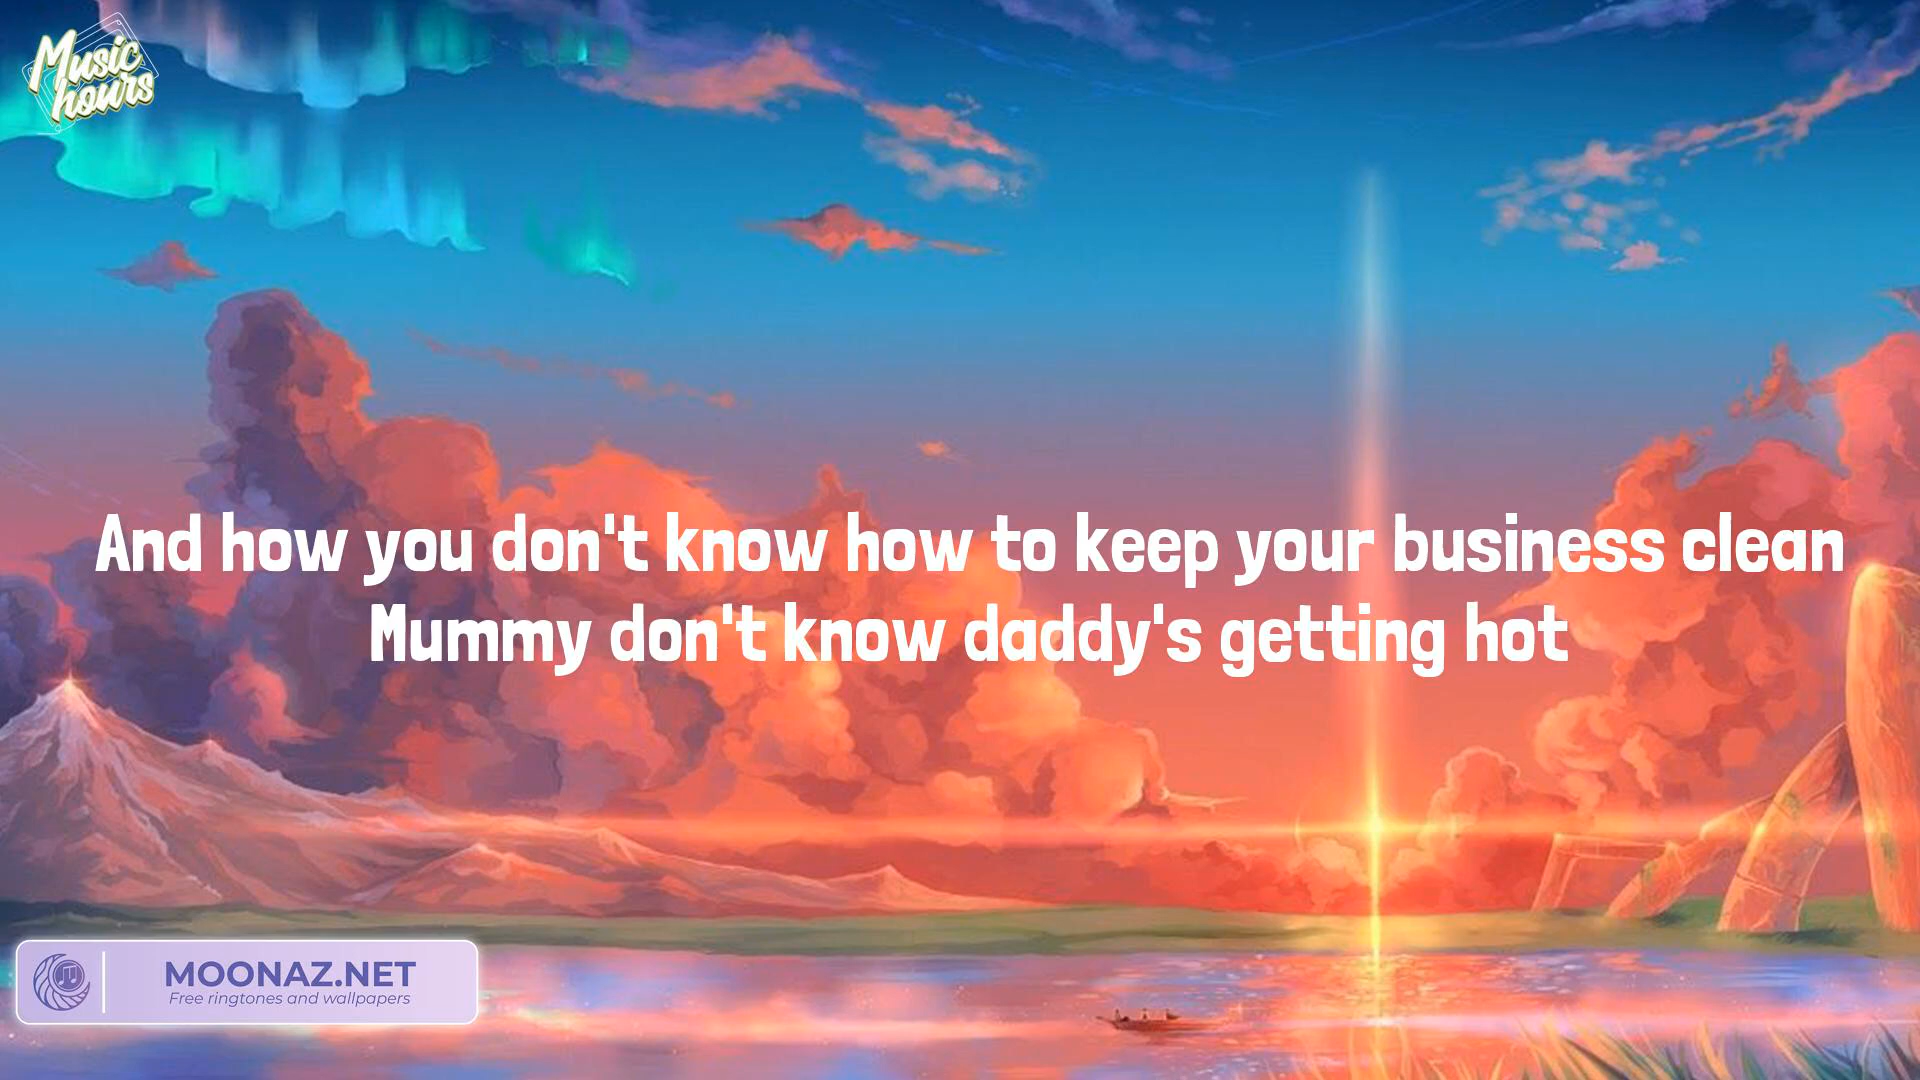 Music
hours
And how you don't know how to keep your business clean
Mummy don't know daddy's getting hot
MOONAZ.NET
Free ringtones and wallpapers